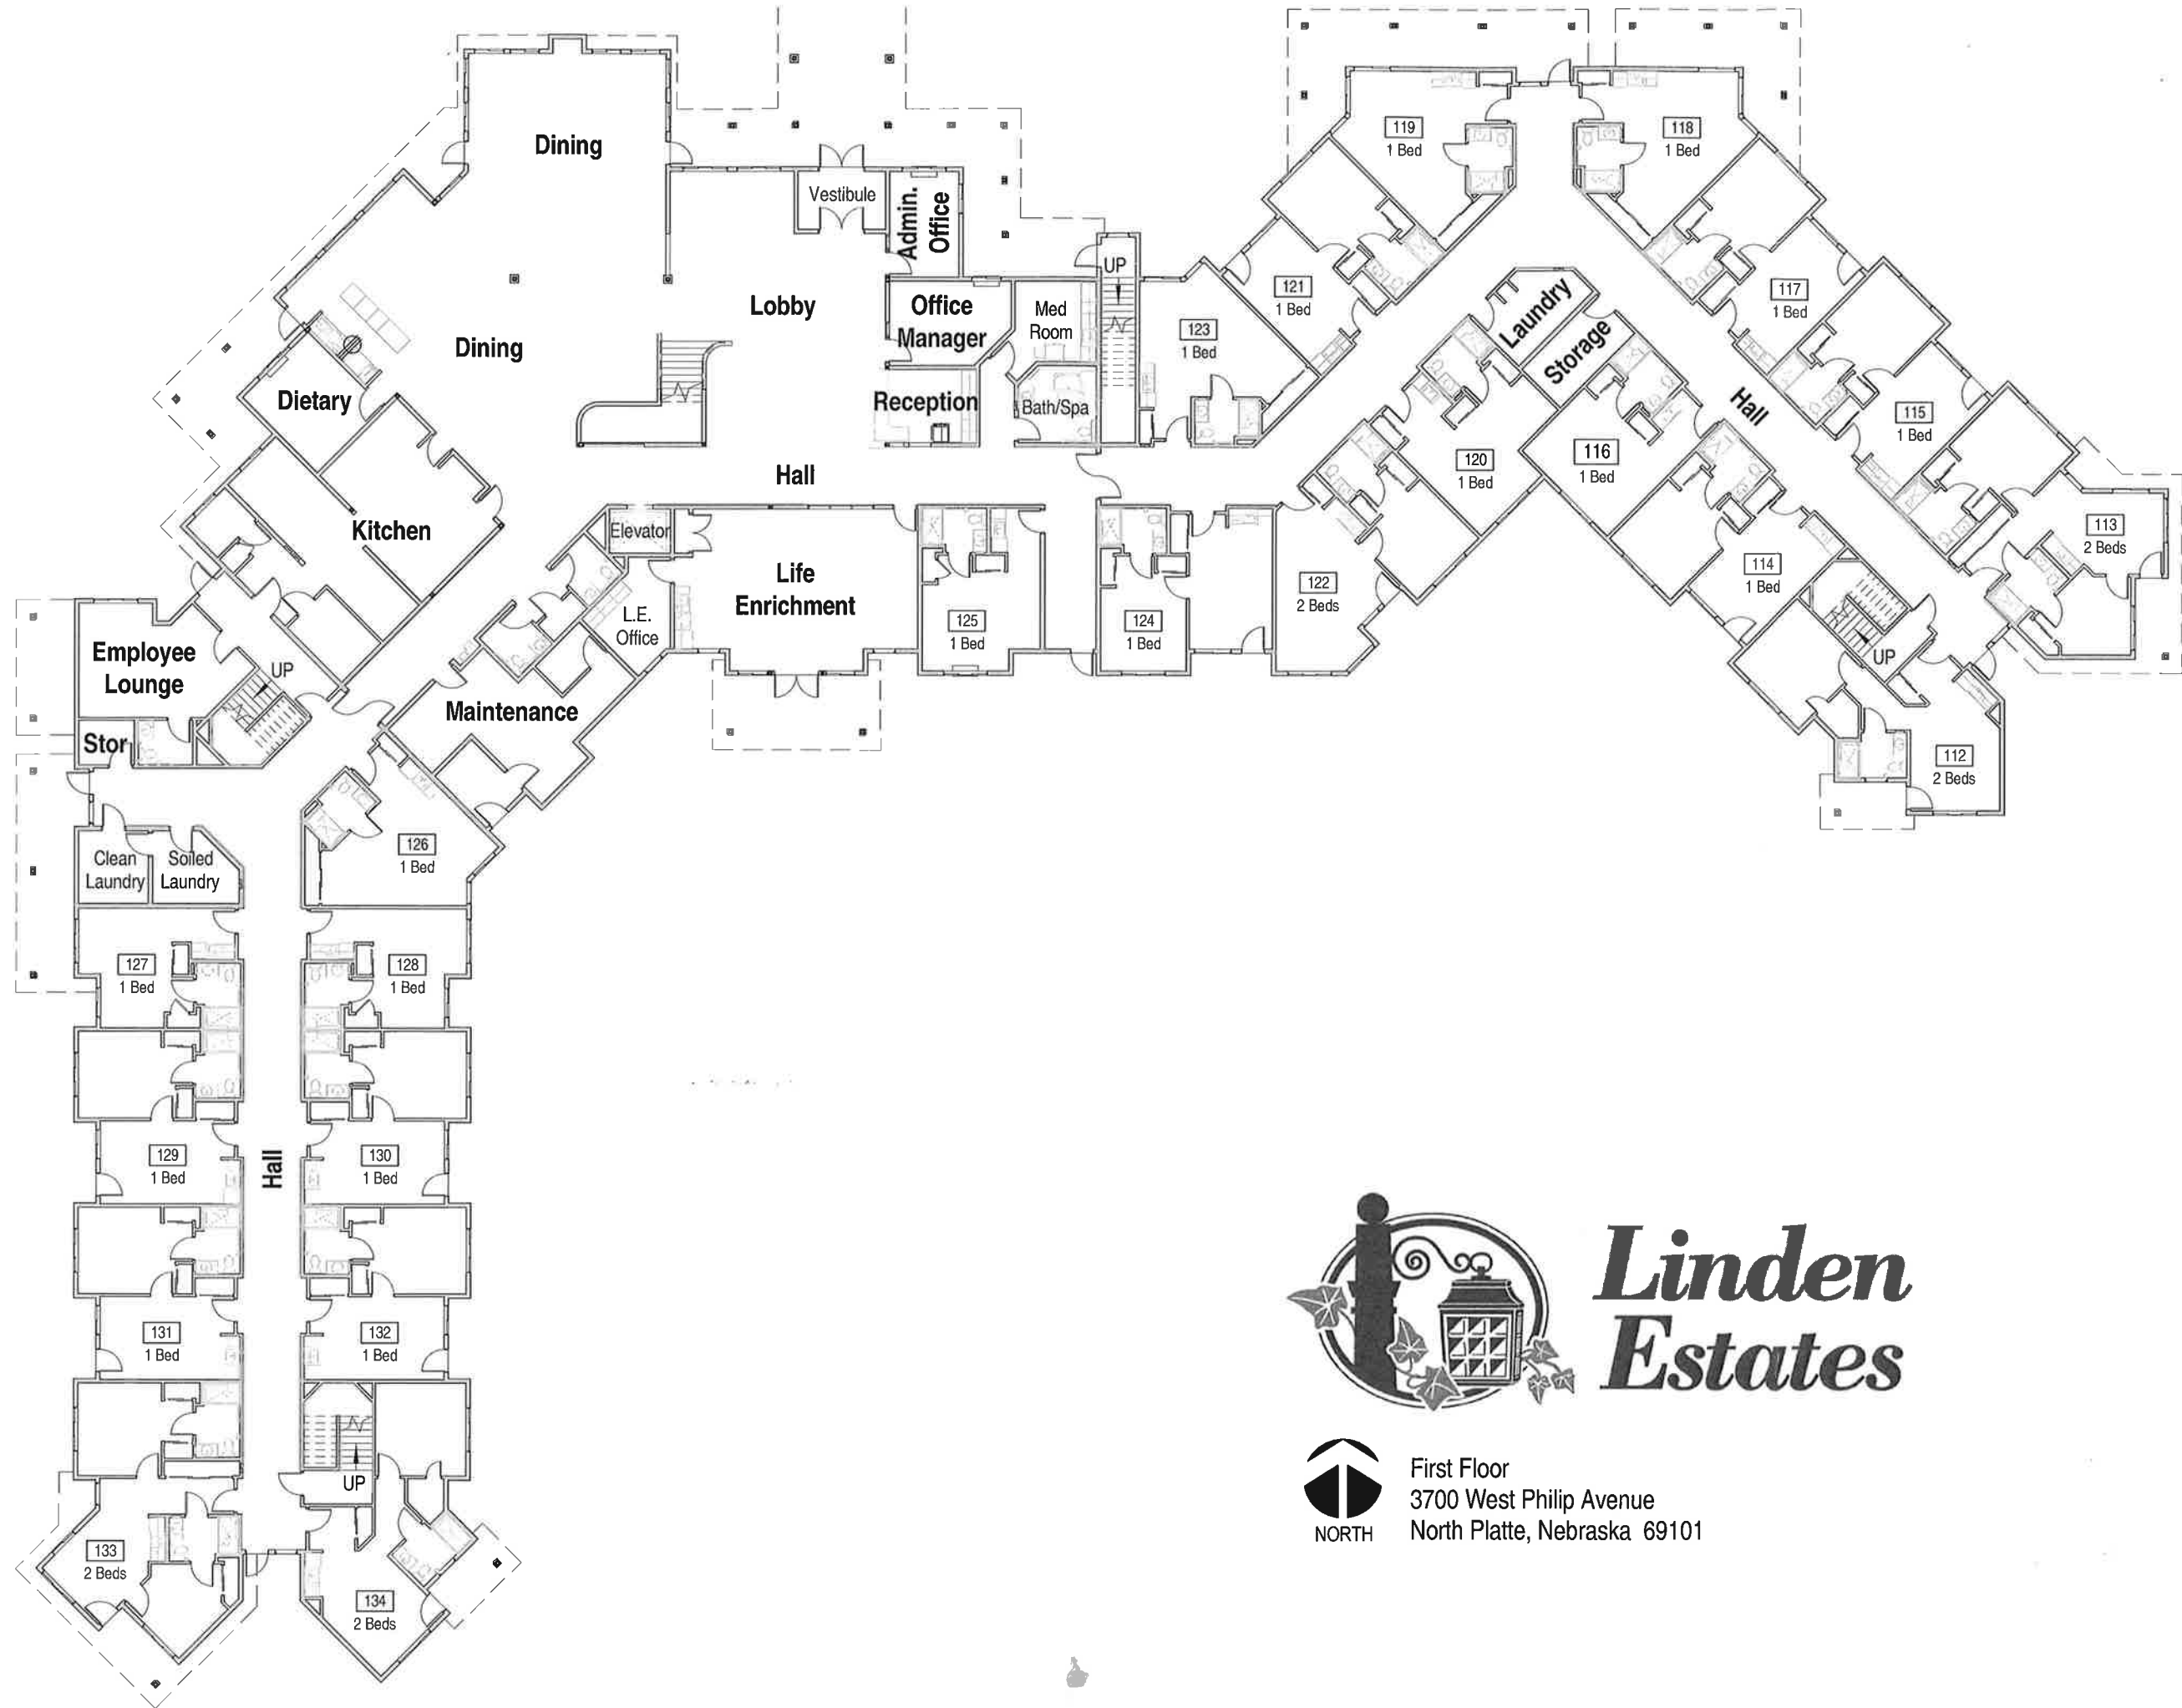 Dining
Vestibule
Admin.
Office
Lobby
Office
Manager
Med
Room
UP
Dining
Dietary
Reception
Bath/Spa
Hall
Kitchen
Elevator
Life
Enrichment
L.E.
Office
Employee
Lounge
UP
Stor
Maintenance
Clean
Laundry
Soiled
Laundry
119
1 Bed
118
1 Bed
121
1 Bed
117
1 Bed
123
1 Bed
Laundry
Storage
Hall
115
1 Bed
120
1 Bed
116
1 Bed
113
2 Beds
114
1 Bed
122
2 Beds
125
1 Bed
124
1 Bed
UP
112
2 Beds
126
1 Bed
127
1 Bed
128
1 Bed
Hall
129
1 Bed
130
1 Bed
131
1 Bed
132
1 Bed
UP
133
2 Beds
134
2 Beds
Linden
Estates
NORTH
First Floor
3700 West Philip Avenue
North Platte, Nebraska 69101